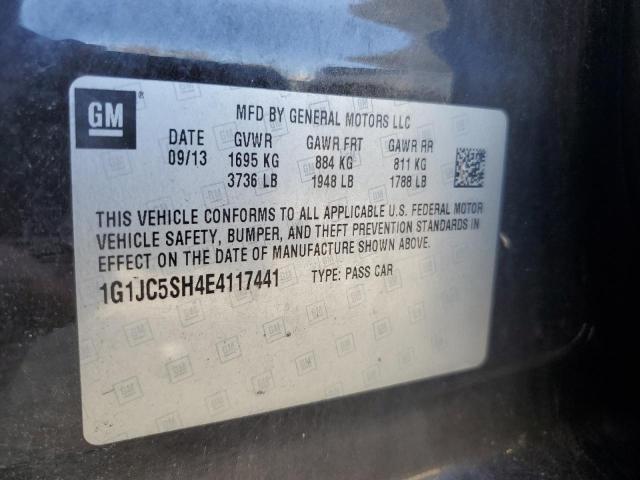 GM
MFD BY GENERAL MOTORS LLC
DATE GVWR GAWR FRT GAWR RR
09/13 1695 KG 884 KG 811 KG
3736 LB 1948 LB 1788 LB
THIS VEHICLE CONFORMS TO ALL APPLICABLE U.S. FEDERAL MOTOR
VEHICLE SAFETY, BUMPER, AND THEFT PREVENTION STANDARDS IN
EFFECT ON THE DATE OF MANUFACTURE SHOWN ABOVE.
1G1JC5SH4E4117441 TYPE: PASS CAR